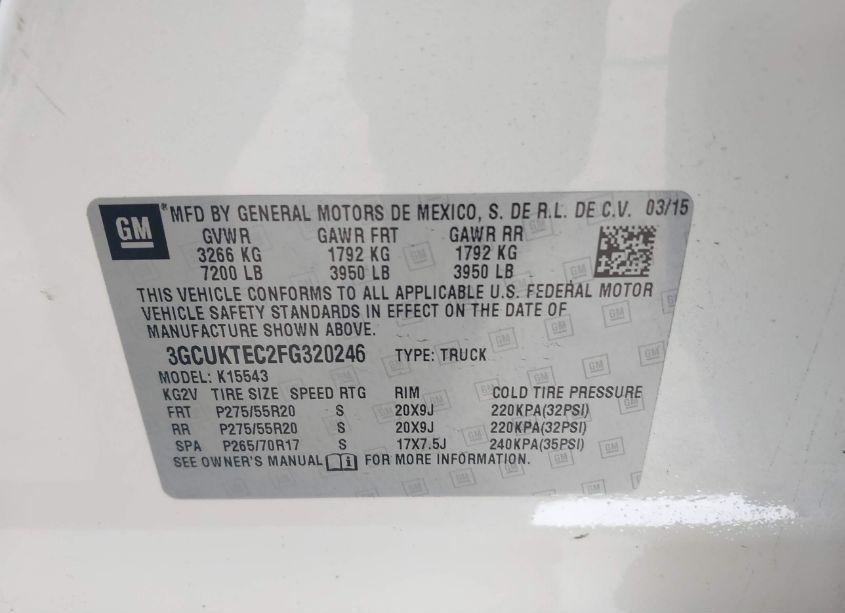 GM
® MFD BY GENERAL MOTORS DE MEXICO, S. DE R.L. DE C.V. 03/15
GVWR GAWR FRT GAWR RR
3266 KG 1792 KG 1792 KG
7200 LB 3950 LB 3950 LB
THIS VEHICLE CONFORMS TO ALL APPLICABLE U.S. FEDERAL MOTOR
VEHICLE SAFETY STANDARDS IN EFFECT ON THE DATE OF
MANUFACTURE SHOWN ABOVE.
3GCUKTEC2FG320246 TYPE: TRUCK
MODEL: K15543
KG2V TIRE SIZE SPEED RTG RIM COLD TIRE PRESSURE
FRT P275/55R20 S 20X9J 220KPA(32PSI)
RR P275/55R20 S 20X9J 220KPA(32PSI)
SPA P265/70R17 S 17X7.5J 240KPA(35PSI)
SEE OWNER'S MANUAL FOR MORE INFORMATION.